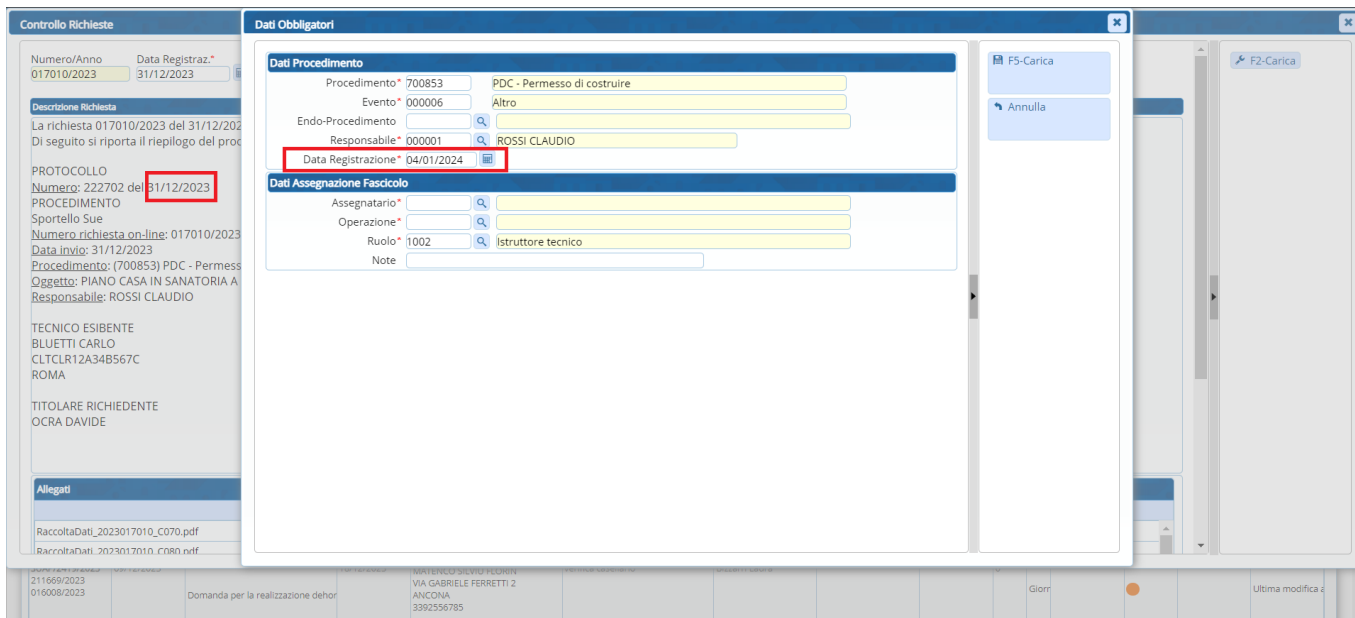 Controllo Richieste
Numero/Anno Data Registraz.*
017010/2023 31/12/2023
Descrizione Richiesta
La richiesta 017010/2023 del 31/12/202
Di seguito si riporta il riepilogo del proc
PROTOCOLLO
Numero: 222702 del 31/12/2023
PROCEDIMENTO
Sportello Sue
Numero richiesta on-line: 017010/2023
Data invio: 31/12/2023
Procedimento: (700853) PDC - Permess
Oggetto: PIANO CASA IN SANATORIA A
Responsabile: ROSSI CLAUDIO
TECNICO ESIBENTE
BLUETTI CARLO
CLTCLR12A34B567C
ROMA
TITOLARE RICHIEDENTE
OCRA DAVIDE
Allegati
RaccoltaDati_2023017010_C070.pdf
RaccoltaDati_2023017010_C080.pdf
Dati Obbligatori
Dati Procedimento
Procedimento* 700853 PDC - Permesso di costruire
Evento* 000006 Altro
Endo-Procedimento
Responsabile* 000001 ROSSI CLAUDIO
Data Registrazione* 04/01/2024
Dati Assegnazione Fascicolo
Assegnatario*
Operazione*
Ruolo* 1002 Istruttore tecnico
Note
F5-Carica
Annulla
F2-Carica
211669/2023
016008/2023
Domanda per la realizzazione dehor
VIA GABRIELE FERRETTI 2
ANCONA
3392556785
Giorr
Ultima modifica a